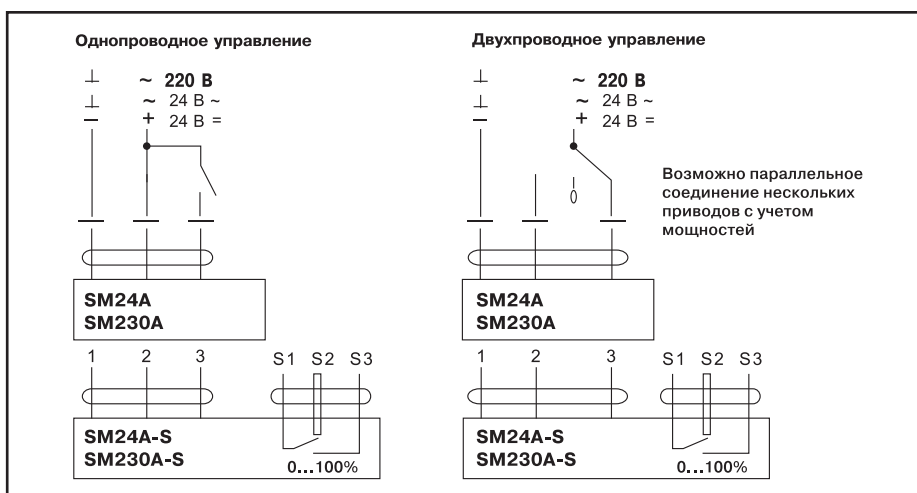 Однопроводное управление
~ 220 В
~ 24 В ~
+ 24 В =
SM24A
SM230A
1 2 3 S1 S2 S3
SM24A-S
SM230A-S
0...100%
Двухпроводное управление
~ 220 В
~ 24 В ~
+ 24 В =
Возможно параллельное
соединение нескольких
приводов с учетом
мощностей
SM24A
SM230A
1 2 3 S1 S2 S3
SM24A-S
SM230A-S
0...100%